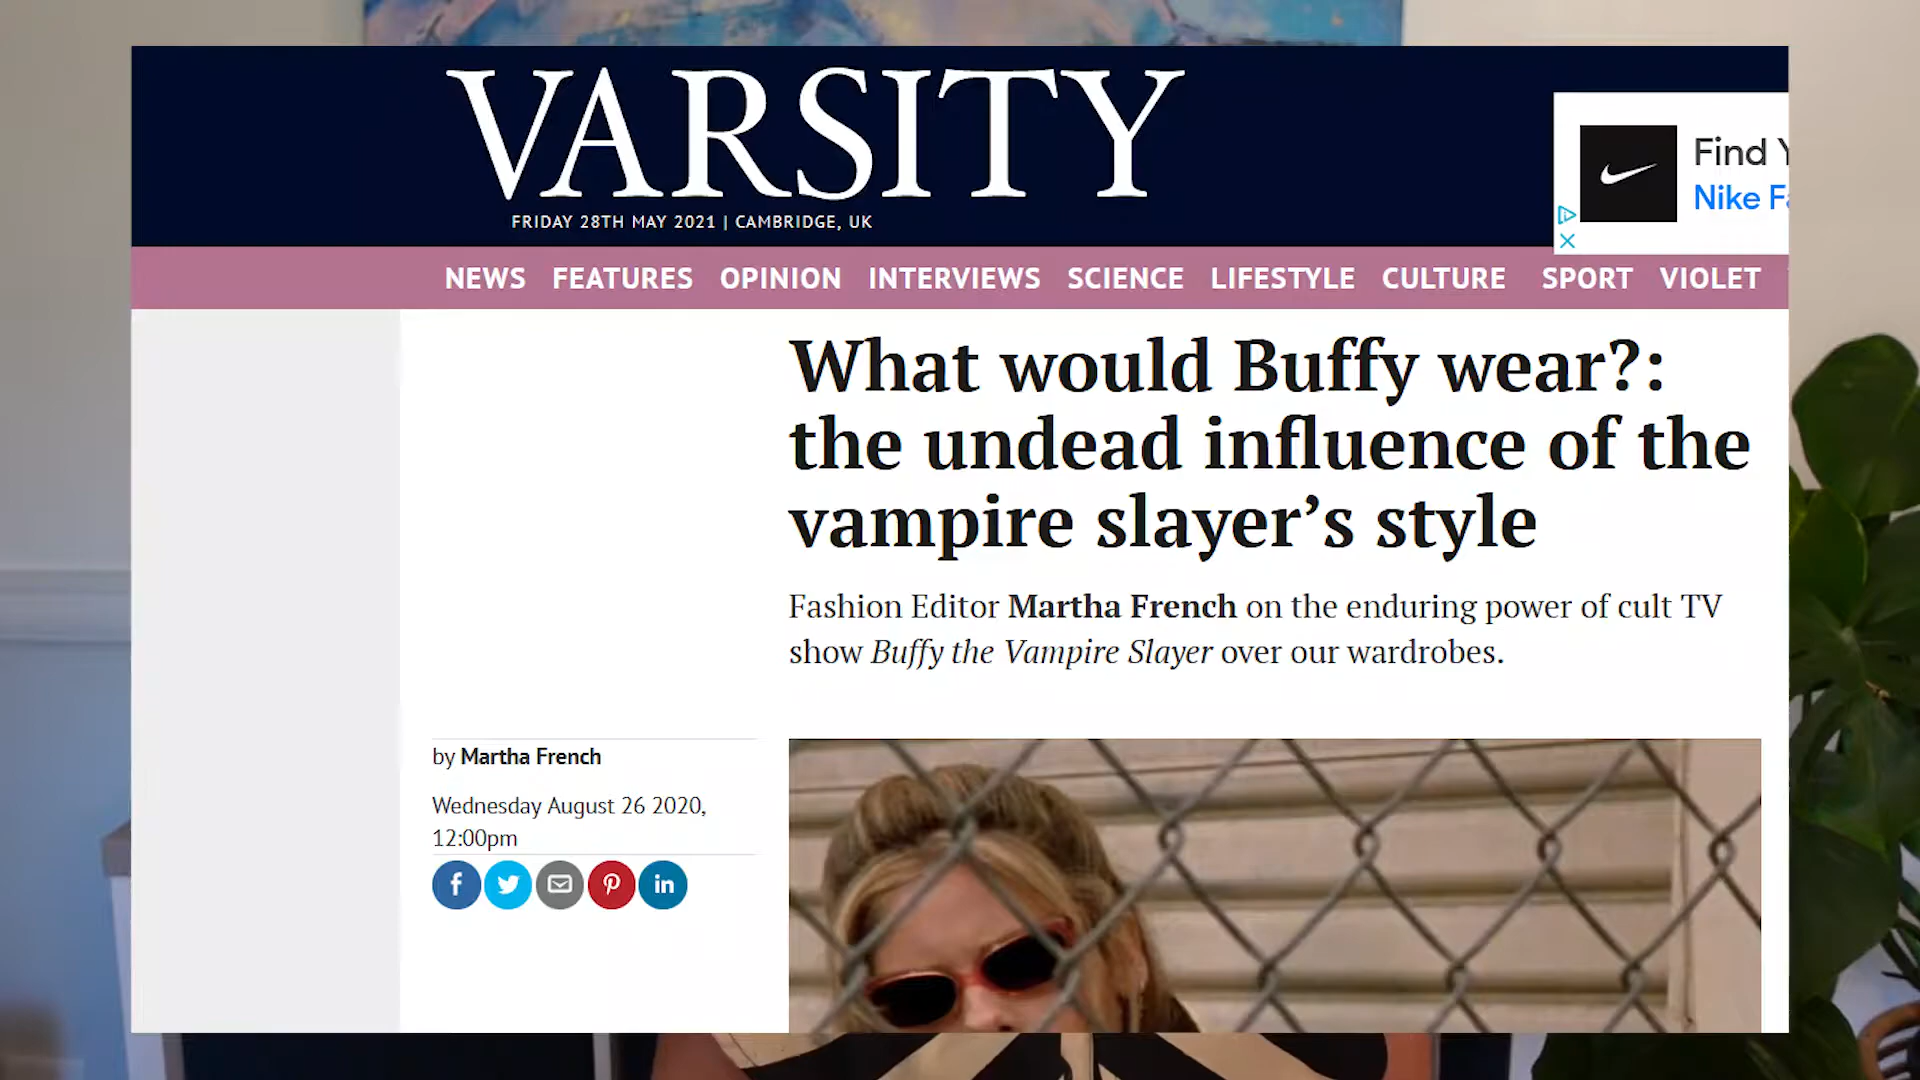 VARSITY
FRIDAY 28TH MAY 2021 | CAMBRIDGE, UK
Find
Nike
NEWS FEATURES OPINION INTERVIEWS SCIENCE LIFESTYLE CULTURE SPORT VIOLET
What would Buffy wear?:
the undead influence of the
vampire slayer’s style
Fashion Editor Martha French on the enduring power of cult TV
show Buffy the Vampire Slayer over our wardrobes.
by Martha French
Wednesday August 26 2020,
12:00pm
f
in